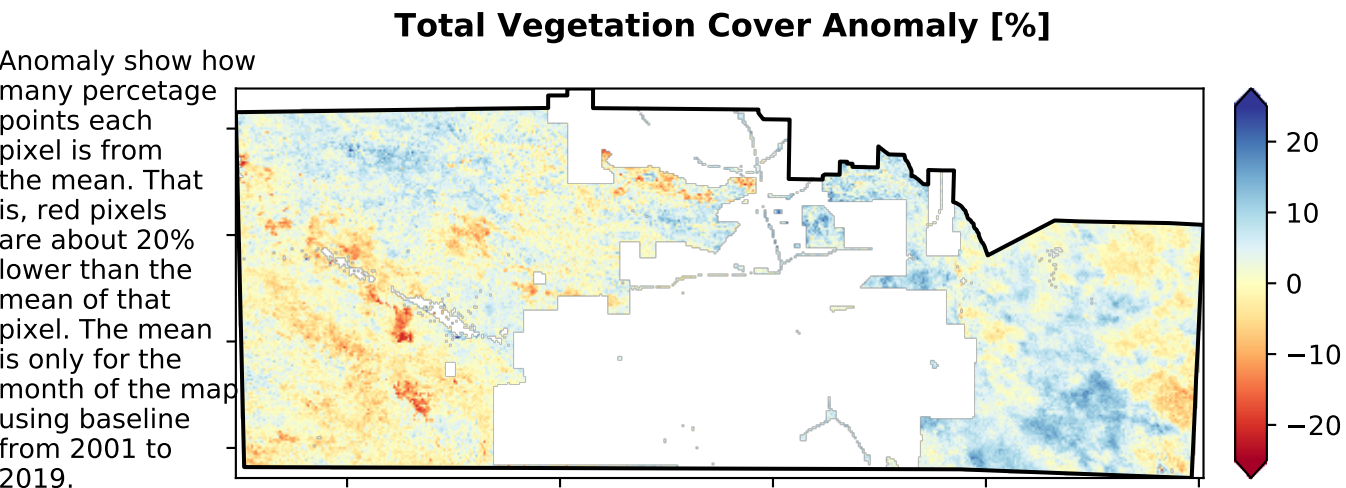 Total Vegetation Cover Anomaly [%]
Anomaly show how
many percetage
points each
pixel is from
the mean. That
is, red pixels
are about 20%
lower than the
mean of that
pixel. The mean
is only for the
month of the map
using baseline
from 2001 to
2019.
20
10
0
−10
−20